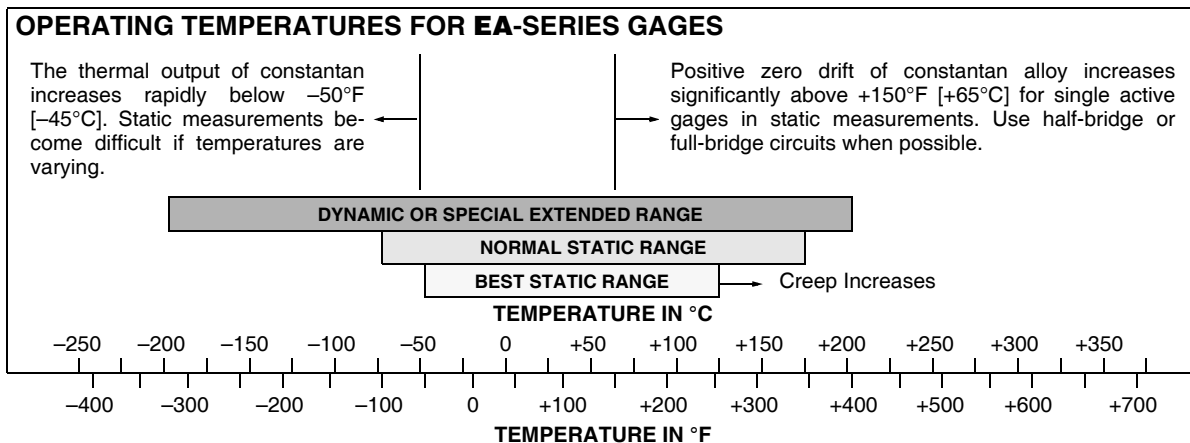 OPERATING TEMPERATURES FOR EA-SERIES GAGES
The thermal output of constantan
increases rapidly below –50°F
[–45°C]. Static measurements be-
come difficult if temperatures are
varying.
Positive zero drift of constantan alloy increases
significantly above +150°F [+65°C] for single active
gages in static measurements. Use half-bridge or
full-bridge circuits when possible.
DYNAMIC OR SPECIAL EXTENDED RANGE
NORMAL STATIC RANGE
BEST STATIC RANGE
Creep Increases
TEMPERATURE IN °C
–250 –200 –150 –100 –50 0 +50 +100 +150 +200 +250 +300 +350
–400 –300 –200 –100 0 +100 +200 +300 +400 +500 +600 +700
TEMPERATURE IN °F